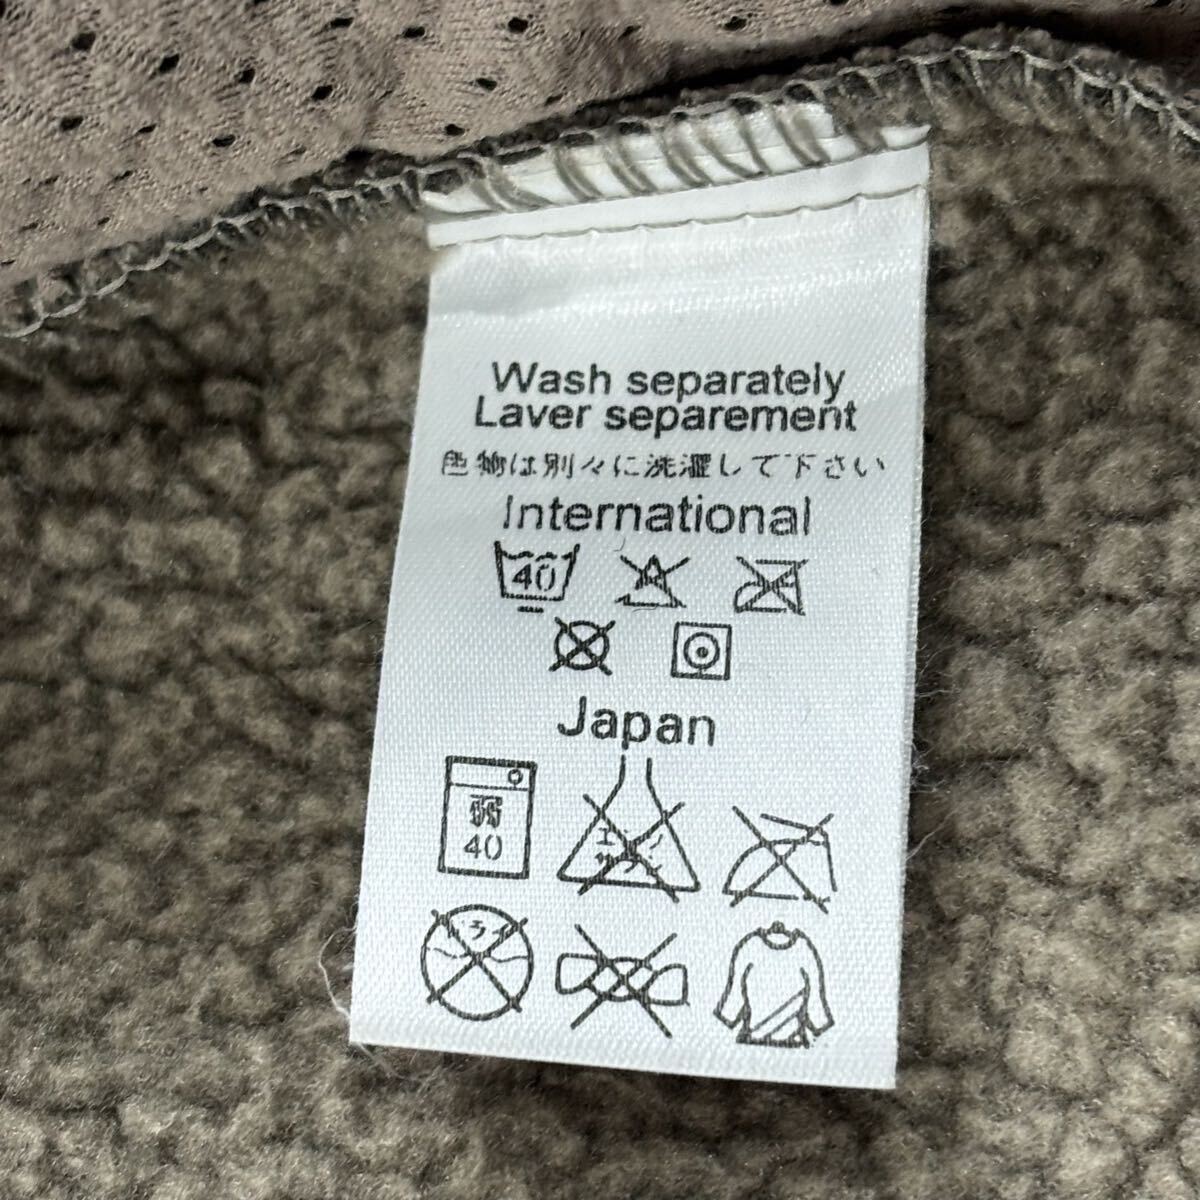 Wash separately
Laver separement
色物は別々に洗濯して下さい
International
40
Japan
弱
40